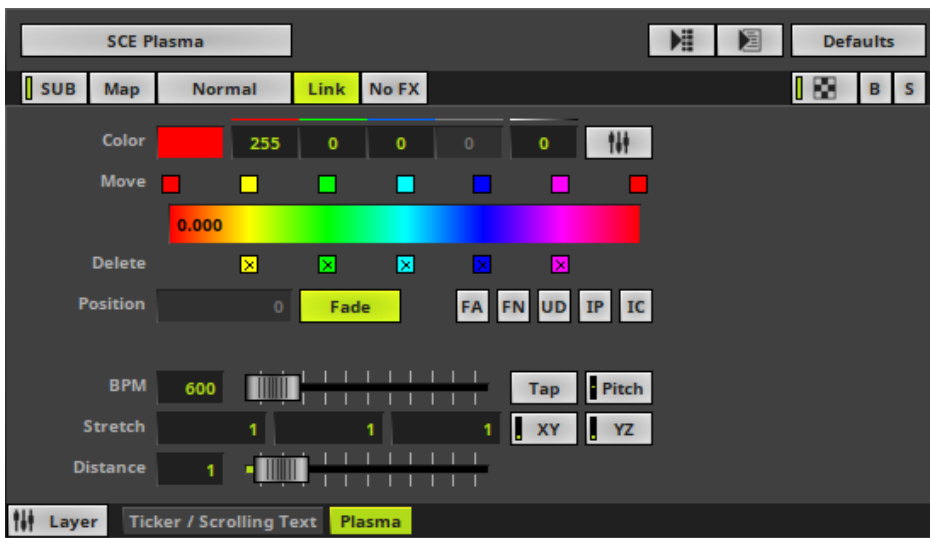 SCE Plasma Defaults
SUB Map Normal Link No FX B S
Color 255 0 0 0 0
Move
0.000
Delete
Position 0 Fade FA FN UD IP IC
BPM 600 Tap Pitch
Stretch 1 1 1 XY YZ
Distance 1
Layer Ticker / Scrolling Text Plasma